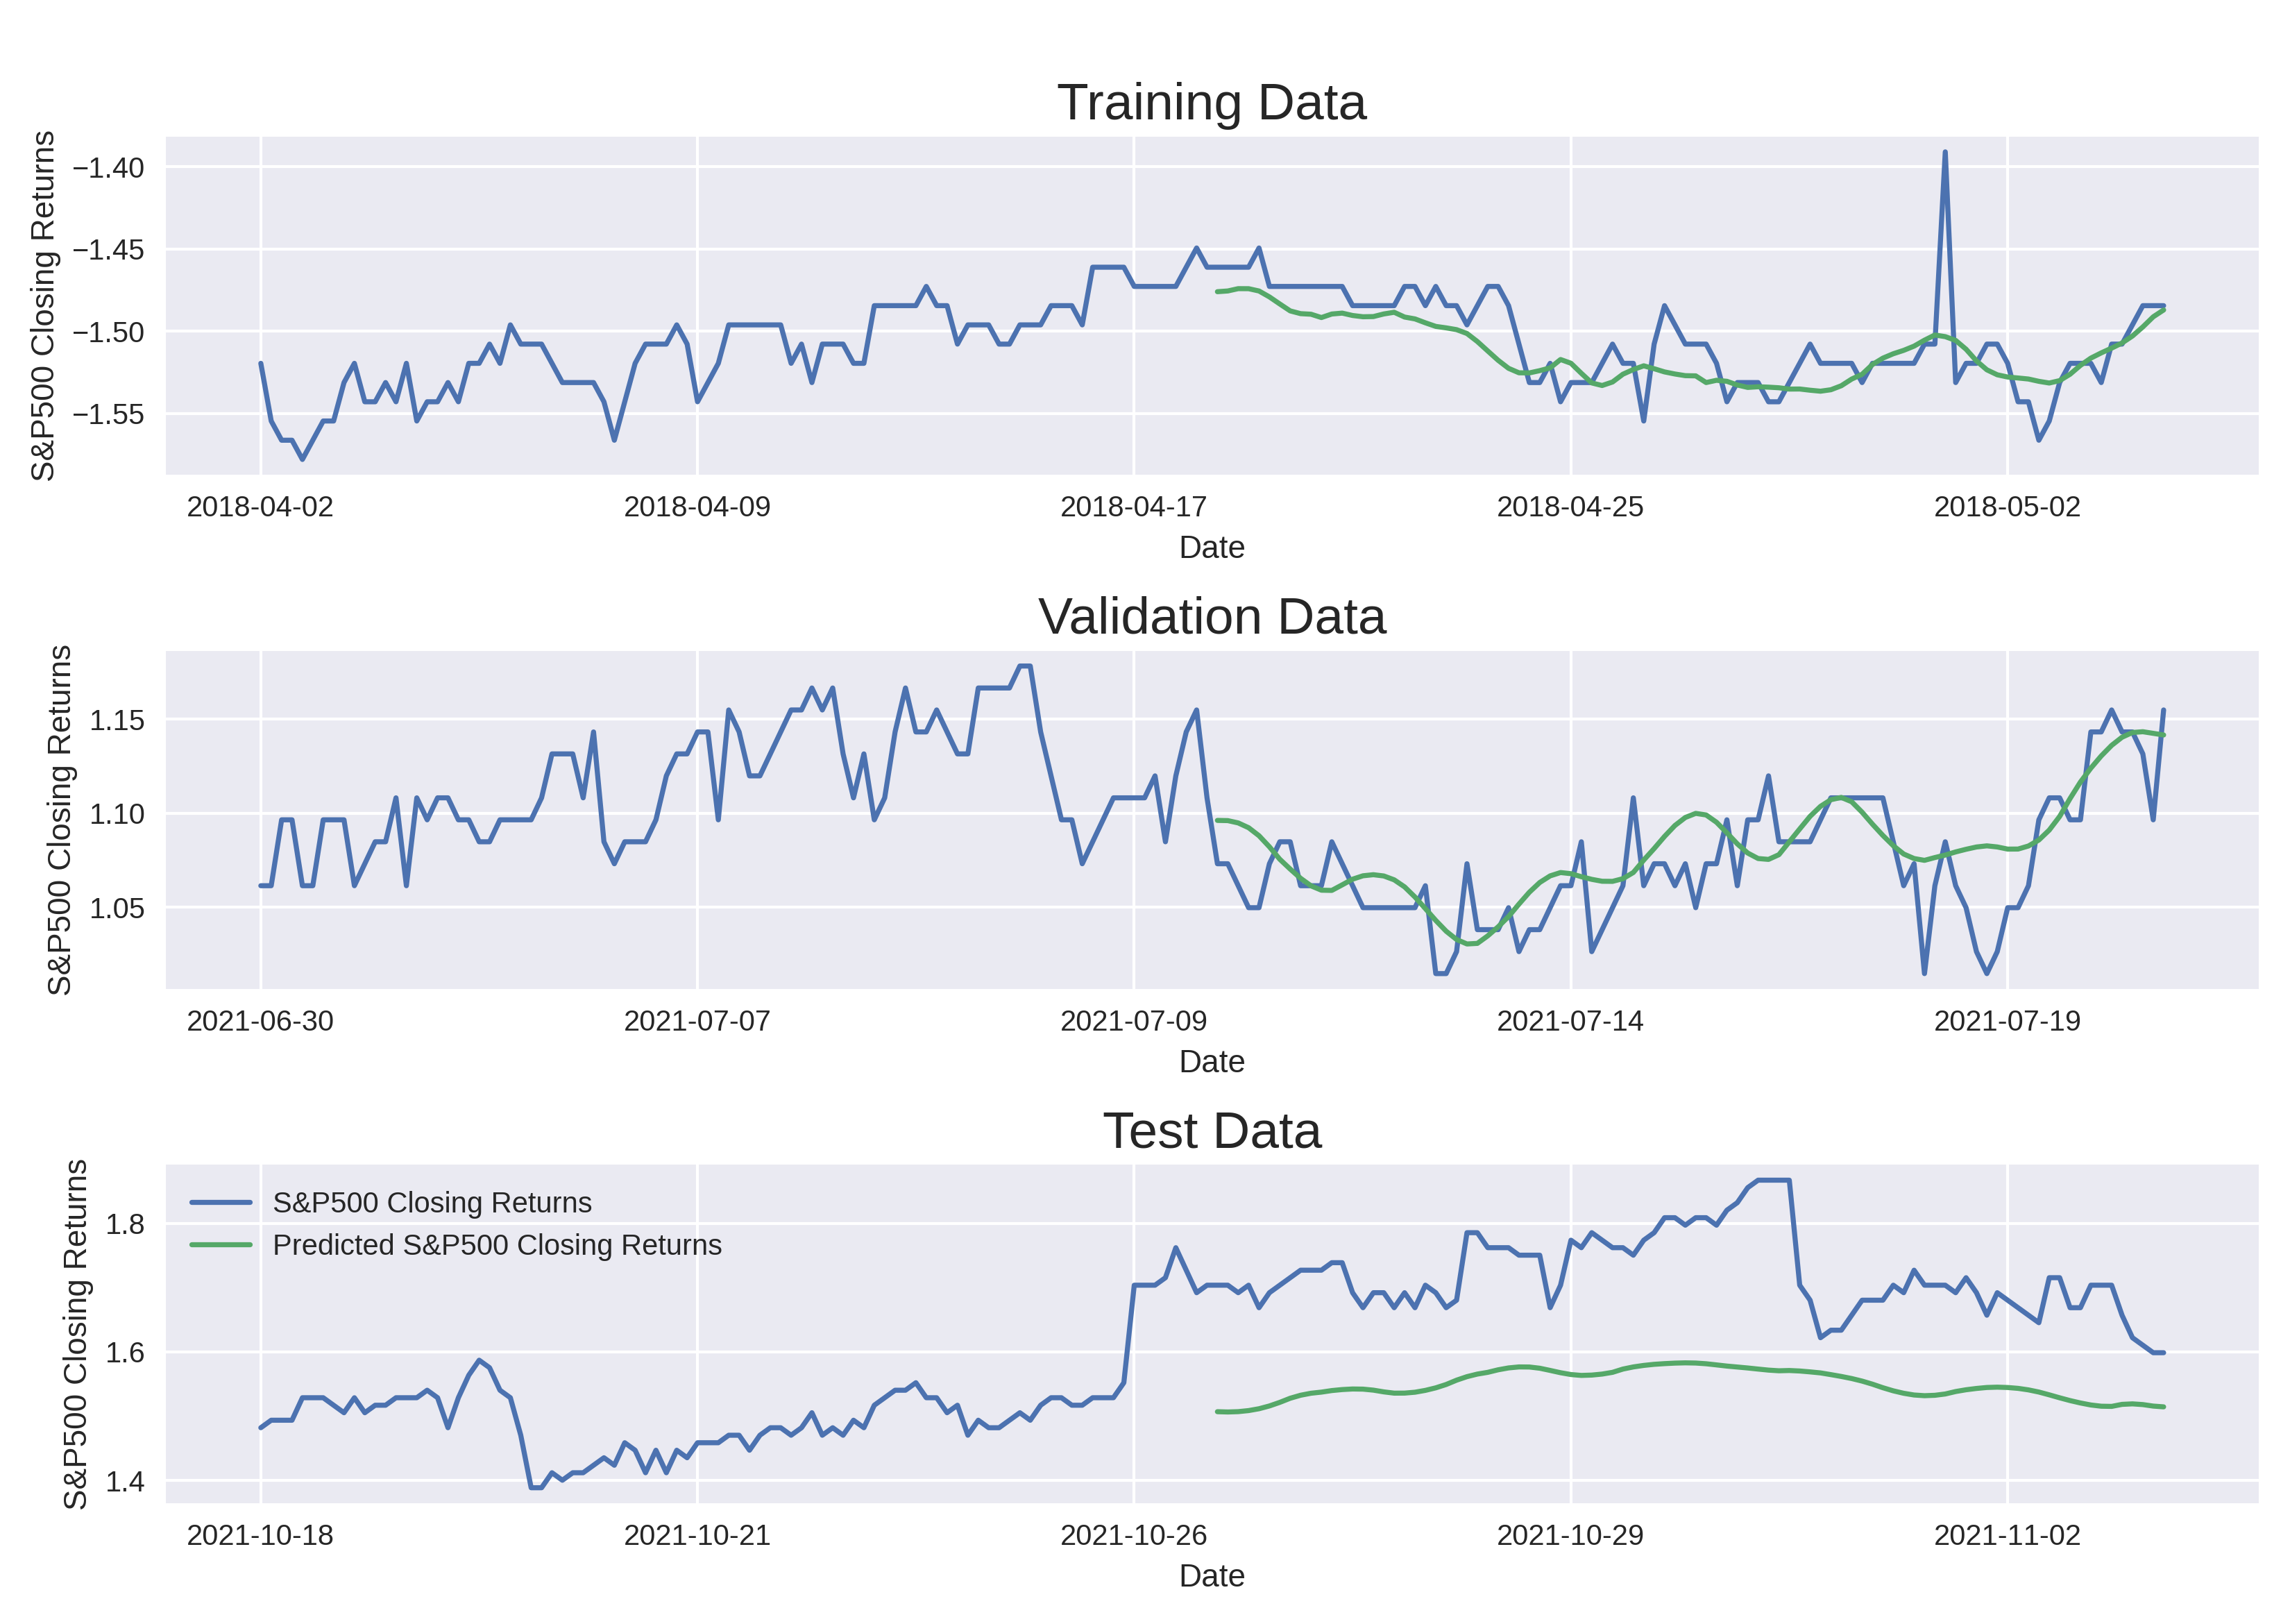 Training Data
S&P500 Closing Returns
−1.40
−1.45
−1.50
−1.55
2018-04-02 2018-04-09 2018-04-17 2018-04-25 2018-05-02
Date
Validation Data
S&P500 Closing Returns
1.15
1.10
1.05
2021-06-30 2021-07-07 2021-07-09 2021-07-14 2021-07-19
Date
Test Data
S&P500 Closing Returns
S&P500 Closing Returns
Predicted S&P500 Closing Returns
1.8
1.6
1.4
2021-10-18 2021-10-21 2021-10-26 2021-10-29 2021-11-02
Date